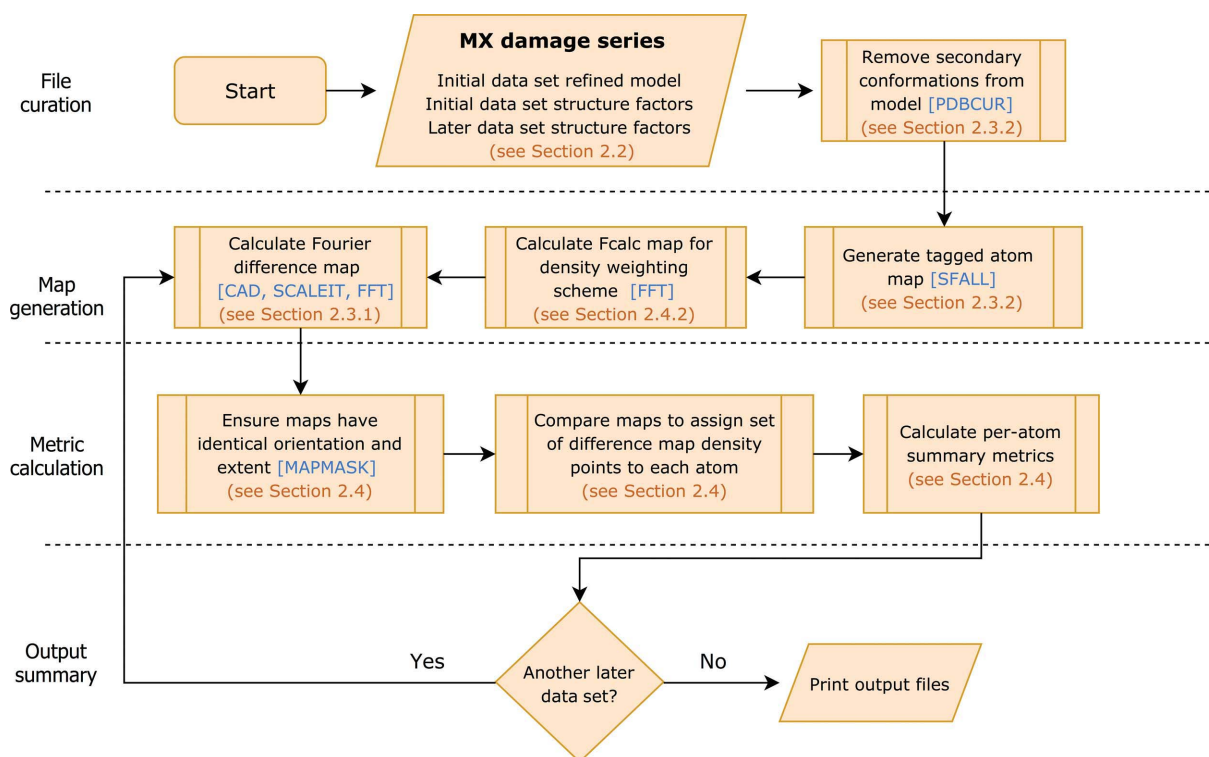 File
curation
Start
MX damage series
Initial data set refined model
Initial data set structure factors
Later data set structure factors
(see Section 2.2)
Remove secondary
conformations from
model [PDBCUR]
(see Section 2.3.2)
Map
generation
Calculate Fourier
difference map
[CAD, SCALEIT, FFT]
(see Section 2.3.1)
Calculate Fcalc map for
density weighting
scheme [FFT]
(see Section 2.4.2)
Generate tagged atom
map [SFALL]
(see Section 2.3.2)
Metric
calculation
Ensure maps have
identical orientation and
extent [MAPMASK]
(see Section 2.4)
Compare maps to assign set
of difference map density
points to each atom
(see Section 2.4)
Calculate per-atom
summary metrics
(see Section 2.4)
Output
summary
Yes
Another later
data set?
No
Print output files